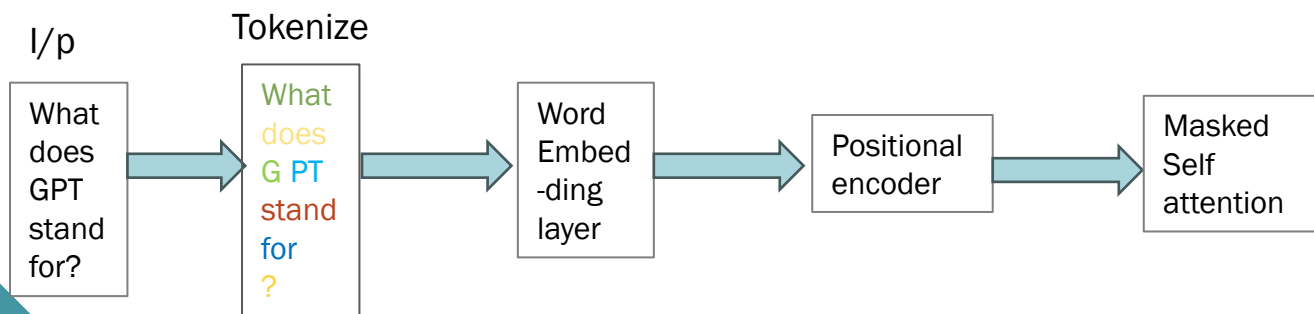 I/p
What
does
GPT
stand
for?
Tokenize
What
does
G PT
stand
for
?
Word
Embed
-ding
layer
Positional
encoder
Masked
Self
attention